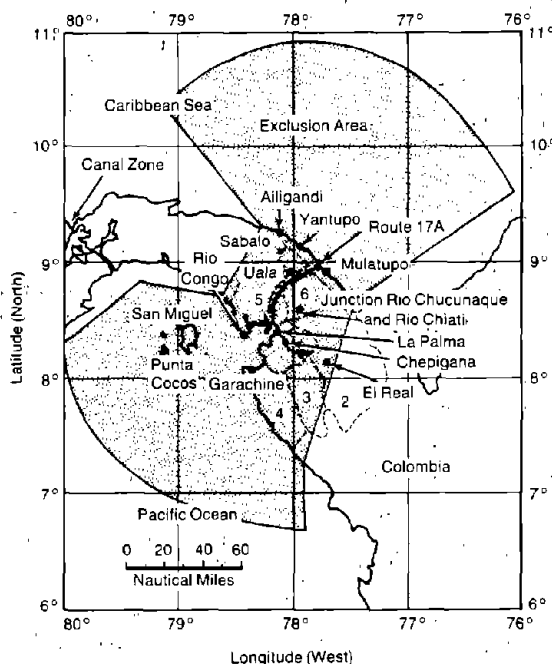 80° 79° 78° 77° 76°
11° 11°
Caribbean Sea
Exclusion Area
10° 10°
Canal Zone
Ailigandi
Yantupo
Route 17A
Sabalo
Rio
Congo
Uala
Mulatupo
9° 9°
5 6
Junction Rio Chucunaque
and Rio Chiati
San Miguel
La Palma
Chepigana
Punta
Cocos
Garachine
8° 8°
El Real
3 2
4
Colombia
7° 7°
Pacific Ocean
0 20 40 60
Nautical Miles
6° 6°
80° 79° 78° 77° 76°
Latitude (North)
Longitude (West)